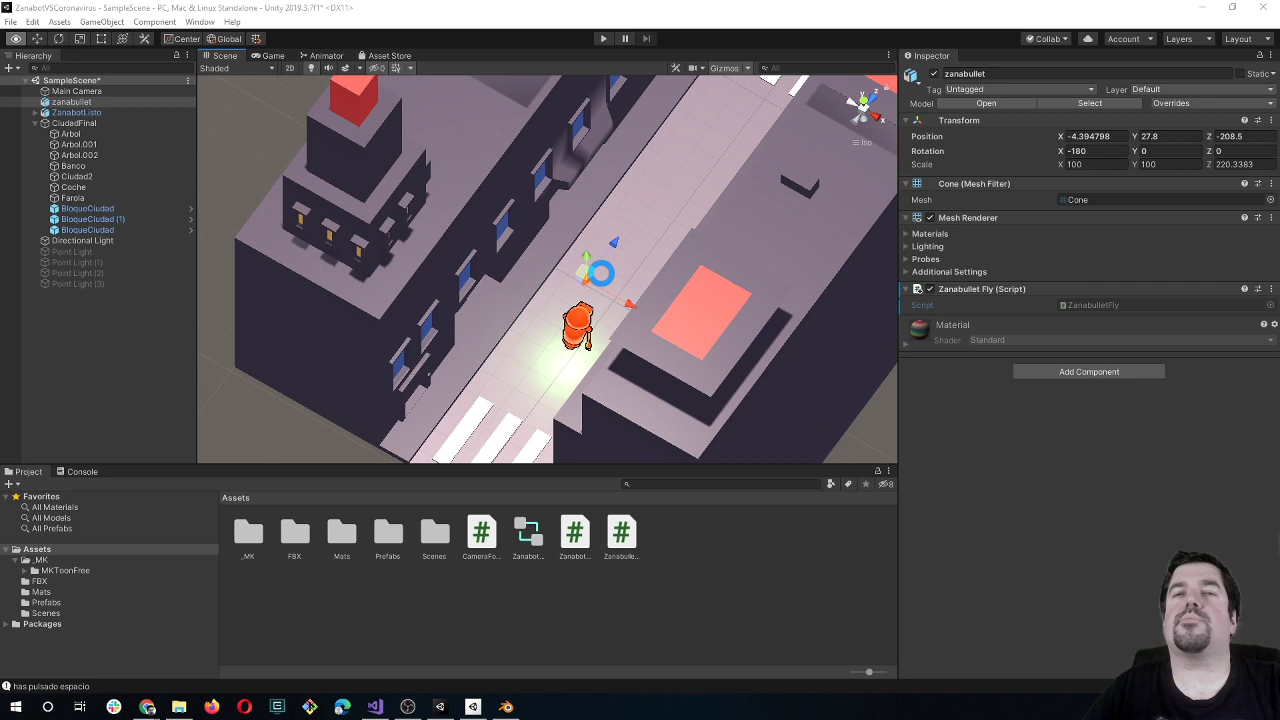 ZanabotVSCoronavirus - SampleScene - PC, Mac & Linux Standalone - Unity 2019.3.7f1* <DX11>
File Edit Assets GameObject Component Window Help
Center Global Collab Account Layers Layout
Hierarchy
All
SampleScene*
Main Camera
zanabullet
ZanabotListo
CiudadFinal
Arbol
Arbol.001
Arbol.002
Banco
Ciudad2
Coche
Farola
BloqueCiudad
BloqueCiudad (1)
BloqueCiudad
Directional Light
Point Light
Point Light (1)
Point Light (2)
Point Light (3)
Scene Game Animator Asset Store
Shaded 2D 0 Gizmos All
y z x
Iso
Inspector
zanabullet Static
Tag Untagged Layer Default
Model Open Select Overrides
Transform
Position X -4.394798 Y 27.8 Z -208.5
Rotation X -180 Y 0 Z 0
Scale X 100 Y 100 Z 220.3383
Cone (Mesh Filter)
Mesh Cone
Mesh Renderer
Materials
Lighting
Probes
Additional Settings
Zanabullet Fly (Script)
Script ZanabulletFly
Material
Shader Standard
Add Component
Project Console
8
Favorites
All Materials
All Models
All Prefabs
Assets
_MK
MKToonFree
FBX
Mats
Prefabs
Scenes
Packages
Assets
_MK FBX Mats Prefabs Scenes CameraFo... Zanabot... Zanabot... Zanabulle...
has pulsado espacio